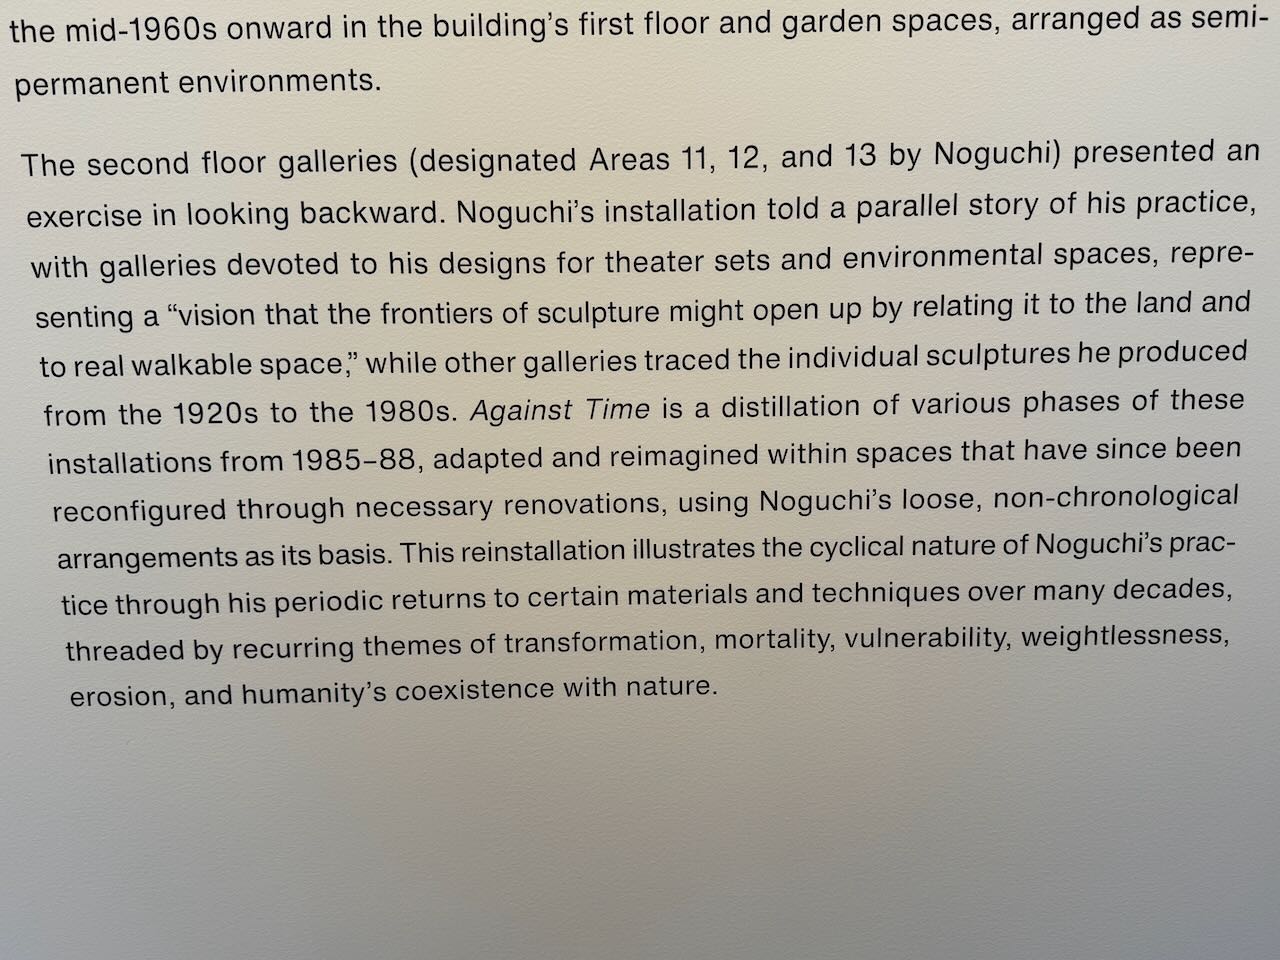 the mid-1960s onward in the building’s first floor and garden spaces, arranged as semi-
permanent environments.
The second floor galleries (designated Areas 11, 12, and 13 by Noguchi) presented an
exercise in looking backward. Noguchi’s installation told a parallel story of his practice,
with galleries devoted to his designs for theater sets and environmental spaces, repre-
senting a “vision that the frontiers of sculpture might open up by relating it to the land and
to real walkable space,” while other galleries traced the individual sculptures he produced
from the 1920s to the 1980s. Against Time is a distillation of various phases of these
installations from 1985–88, adapted and reimagined within spaces that have since been
reconfigured through necessary renovations, using Noguchi’s loose, non-chronological
arrangements as its basis. This reinstallation illustrates the cyclical nature of Noguchi’s prac-
tice through his periodic returns to certain materials and techniques over many decades,
threaded by recurring themes of transformation, mortality, vulnerability, weightlessness,
erosion, and humanity’s coexistence with nature.